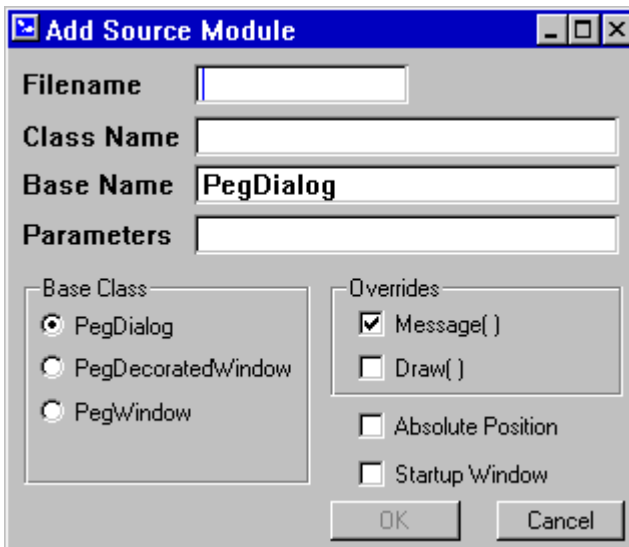 Add Source Module
Filename
Class Name
Base Name PegDialog
Parameters
Base Class
PegDialog
PegDecoratedWindow
PegWindow
Overrides
Message( )
Draw( )
Absolute Position
Startup Window
OK Cancel